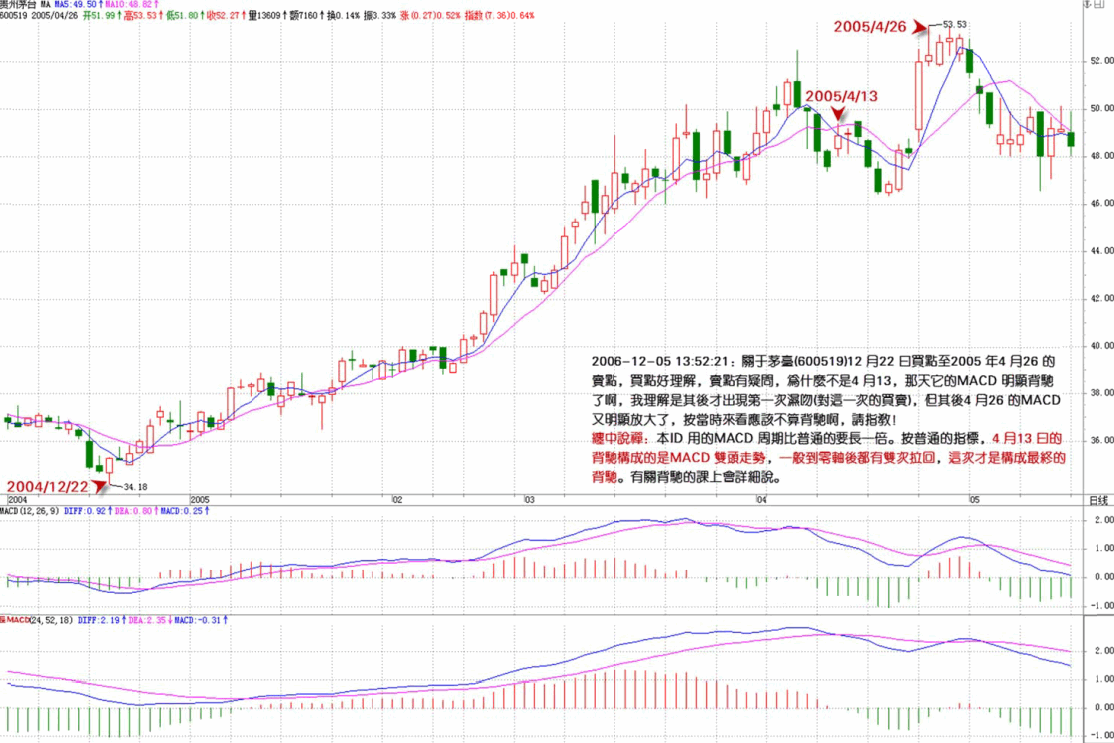 贵州茅台 MA MA5:49.50↑MA10:48.82↑
600519 2005/04/26 开51.99↑高53.53↑低51.80↑收52.27↑量13609↑额7160↑换0.14% 振3.33% 涨(0.27)0.52% 指数(7.36)0.64%
53.53
2005/4/26
52.00
2005/4/13
50.00
48.00
46.00
44.00
42.00
40.00
2006-12-05 13:52:21：關于茅臺(600519)12 月22 日買點至2005 年4 月26 的
賣點，買點好理解，賣點有疑問，爲什麼不是4 月13，那天它的MACD 明顯背馳
了啊，我理解是其後才出現第一次濕吻(對這一次的買賣)，但其後4 月26 的MACD
又明顯放大了，按當時來看應該不算背馳啊，請指教!
纏中說禪：本ID 用的MACD 周期比普通的要長一倍。按普通的指標，4 月13 日的
背馳構成的是MACD 雙頭走勢，一般到零軸後都有雙次拉回，這次才是構成最終的
背馳。有關背馳的課上會詳細說。
38.00
36.00
2004/12/22
34.18
2004 2005 02 03 04 05 日线
MACD(12,26,9) DIFF:0.92↑DEA:0.80↑MACD:0.25↑
2.00
1.00
0.00
-1.00
MACD(24,52,18) DIFF:2.19↑DEA:2.35↓MACD:-0.31↑
2.00
1.00
0.00
-1.00